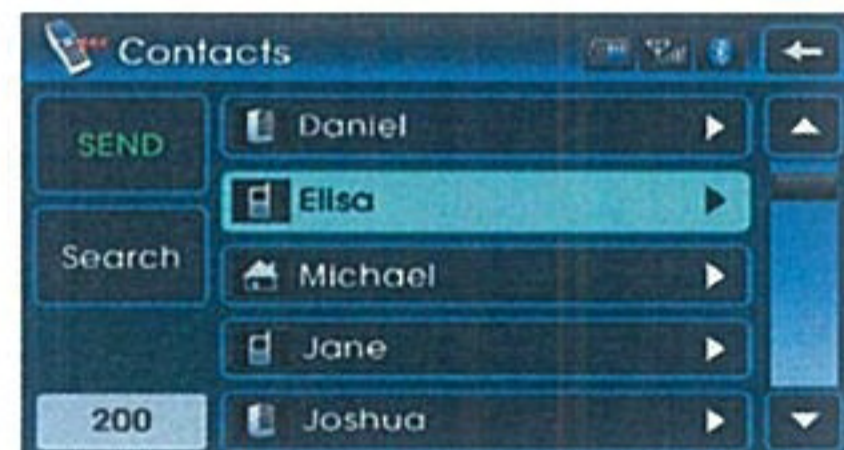 Contacts
SEND
Daniel
Elisa
Search
Michael
Jane
200
Joshua